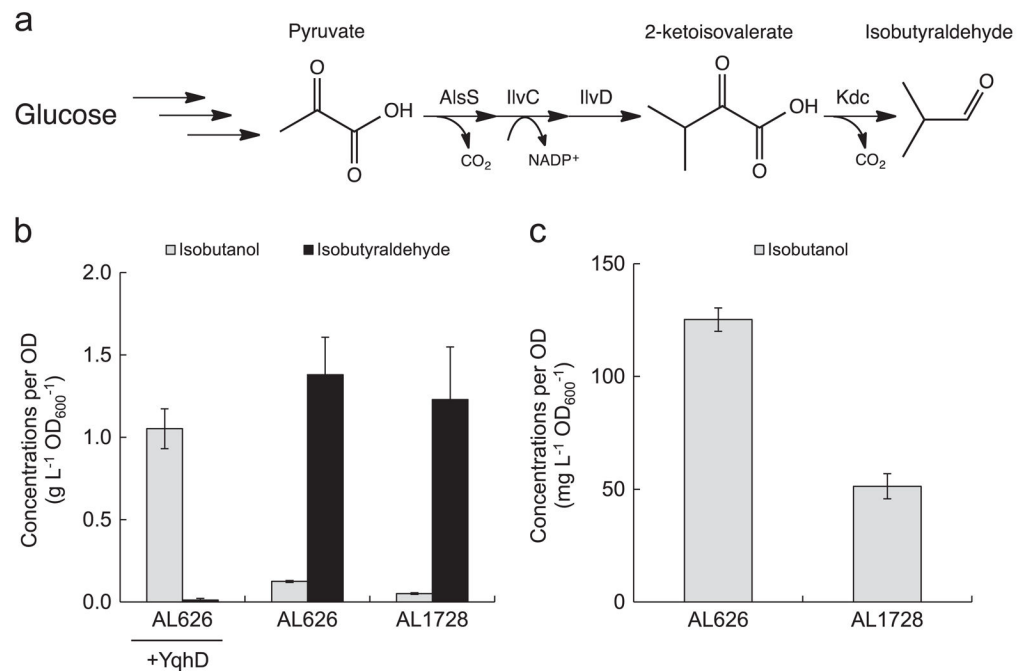 a
Pyruvate
2-ketoisovalerate
Isobutyraldehyde
O
OH
O
Glucose
AlsS
IlvC
IlvD
CO₂
NADP⁺
O
OH
O
Kdc
CO₂
O
b
Isobutanol
Isobutyraldehyde
Concentrations per OD
(g L⁻¹ OD₆₀₀⁻¹)
2.0
1.5
1.0
0.5
0.0
AL626
AL626
AL1728
+YqhD
c
Isobutanol
Concentrations per OD
(mg L⁻¹ OD₆₀₀⁻¹)
150
100
50
0
AL626
AL1728